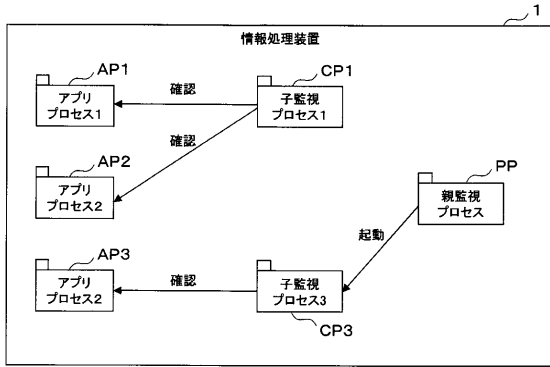 1
情報処理装置
AP1
アプリ
プロセス1
確認
CP1
子監視
プロセス1
確認
AP2
アプリ
プロセス2
PP
親監視
プロセス
起動
AP3
アプリ
プロセス2
確認
子監視
プロセス3
CP3